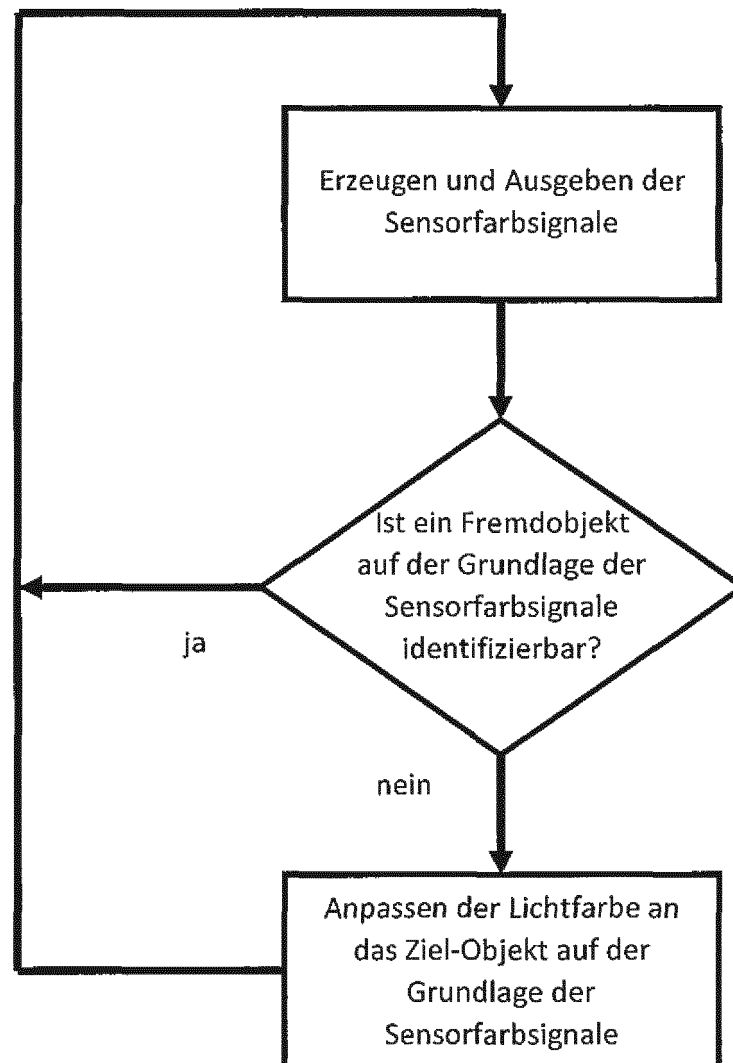 Erzeugen und Ausgeben der
Sensorfarbsignale
Ist ein Fremdobjekt
auf der Grundlage der
Sensorfarbsignale
identifizierbar?
ja
nein
Anpassen der Lichtfarbe an
das Ziel-Objekt auf der
Grundlage der
Sensorfarbsignale